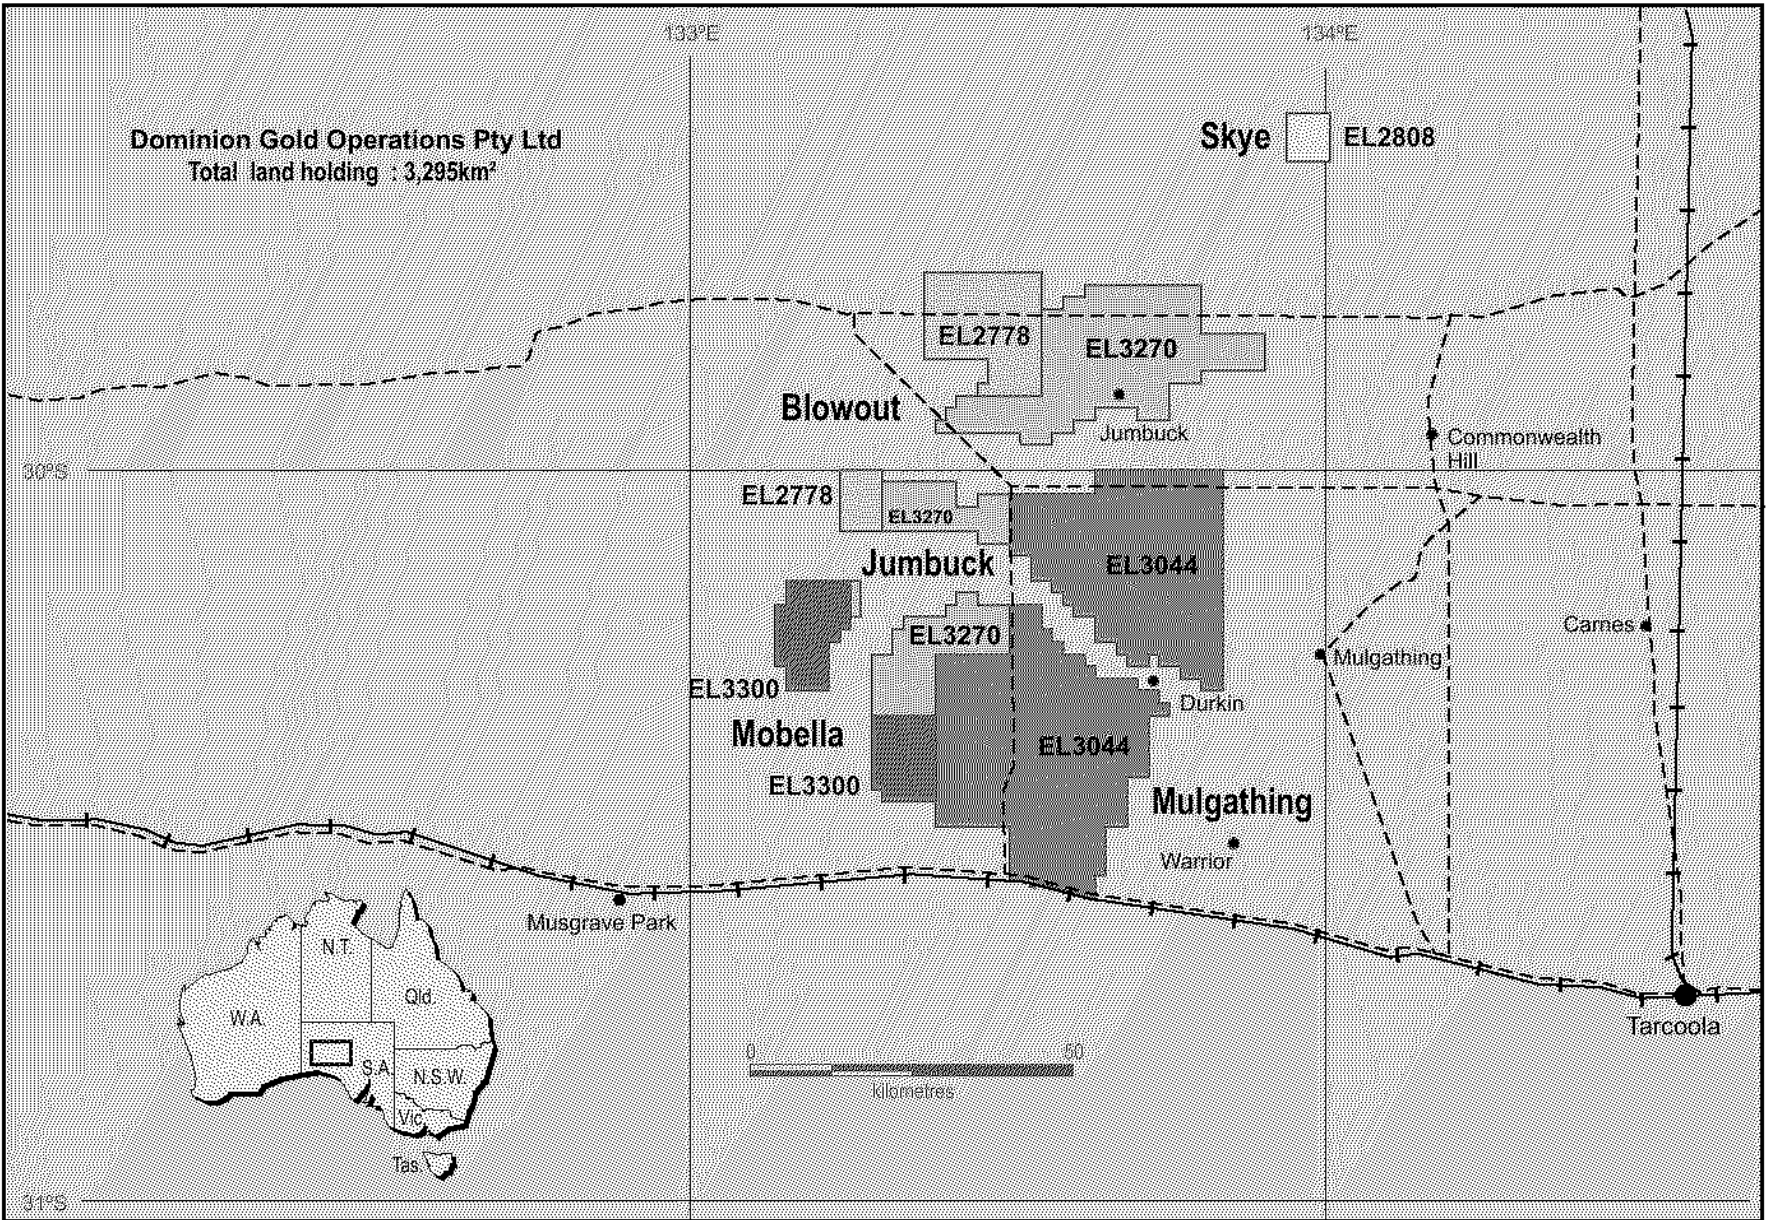 133°E
134°E
Dominion Gold Operations Pty Ltd
Total land holding : 3,295km²
Skye
EL2808
EL2778
EL3270
Blowout
Jumbuck
Commonwealth
Hill
30°S
EL2778
EL3270
Jumbuck
EL3044
EL3270
Carnes
Mulgathing
EL3300
Durkin
Mobella
EL3044
EL3300
Mulgathing
Warrior
Musgrave Park
N.T.
Qld.
W.A.
Tarcoola
0
50
S.A.
N.S.W.
kilometres
Vic
Tas.
31°S